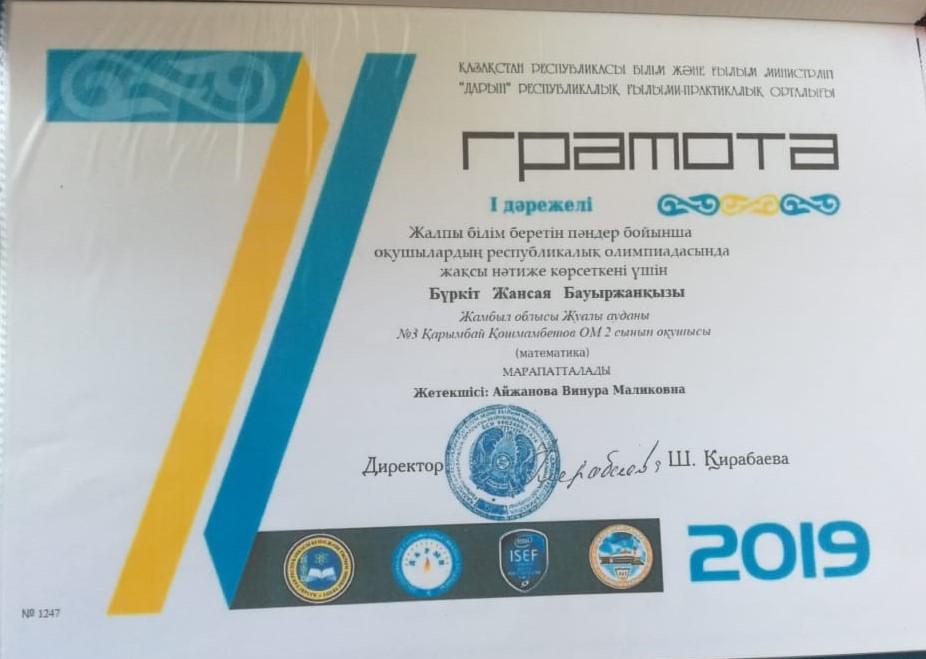 ҚАЗАҚСТАН РЕСПУБЛИКАСЫ БІЛІМ ЖӘНЕ ҒЫЛЫМ МИНИСТРЛІГІ
"ДАРЫН" РЕСПУБЛИКАЛЫҚ ҒЫЛЫМИ-ПРАКТИКАЛЫҚ ОРТАЛЫҒЫ
грамота
І дәрежелі
Жалпы білім беретін пәндер бойынша
оқушылардың республикалық олимпиадасында
жақсы нәтиже көрсеткені үшін
Бүркіт Жансая Бауыржанқызы
Жамбыл облысы Жуалы ауданы
№3 Қарымбай Қошмамбетов ОМ 2 сынып оқушысы
(математика)
МАРАПАТТАЛАДЫ
Жетекшісі: Айжанова Винура Маликовна
Директор Ш. Қирабаева
ISEF
2019
№ 1247